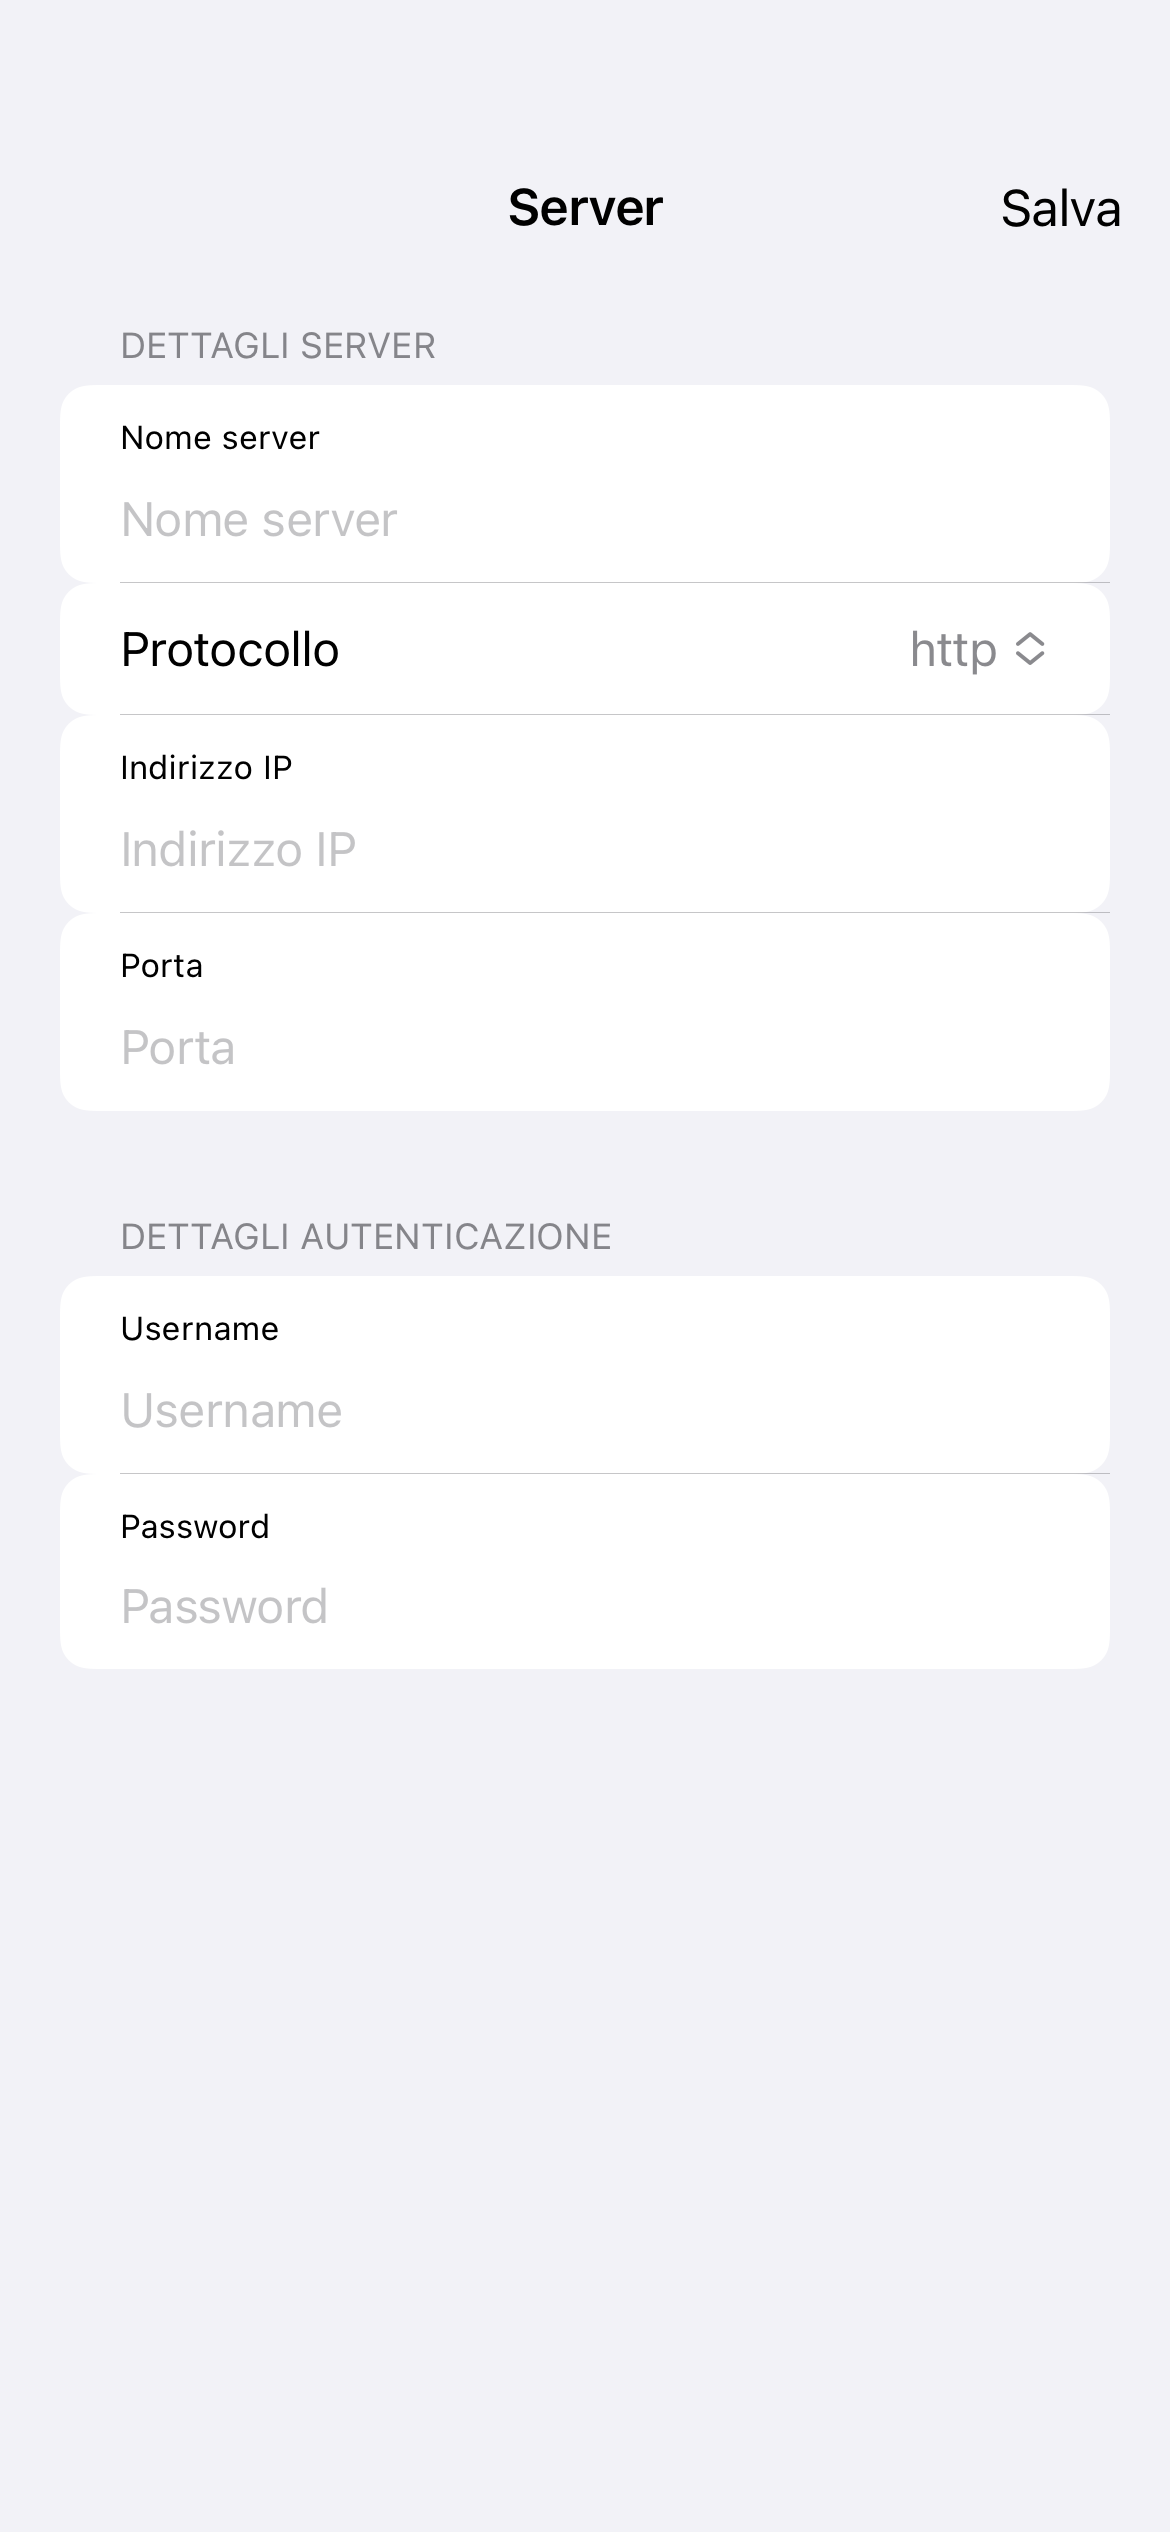 Server
Salva
DETTAGLI SERVER
Nome server
Nome server
Protocollo
http
Indirizzo IP
Indirizzo IP
Porta
Porta
DETTAGLI AUTENTICAZIONE
Username
Username
Password
Password